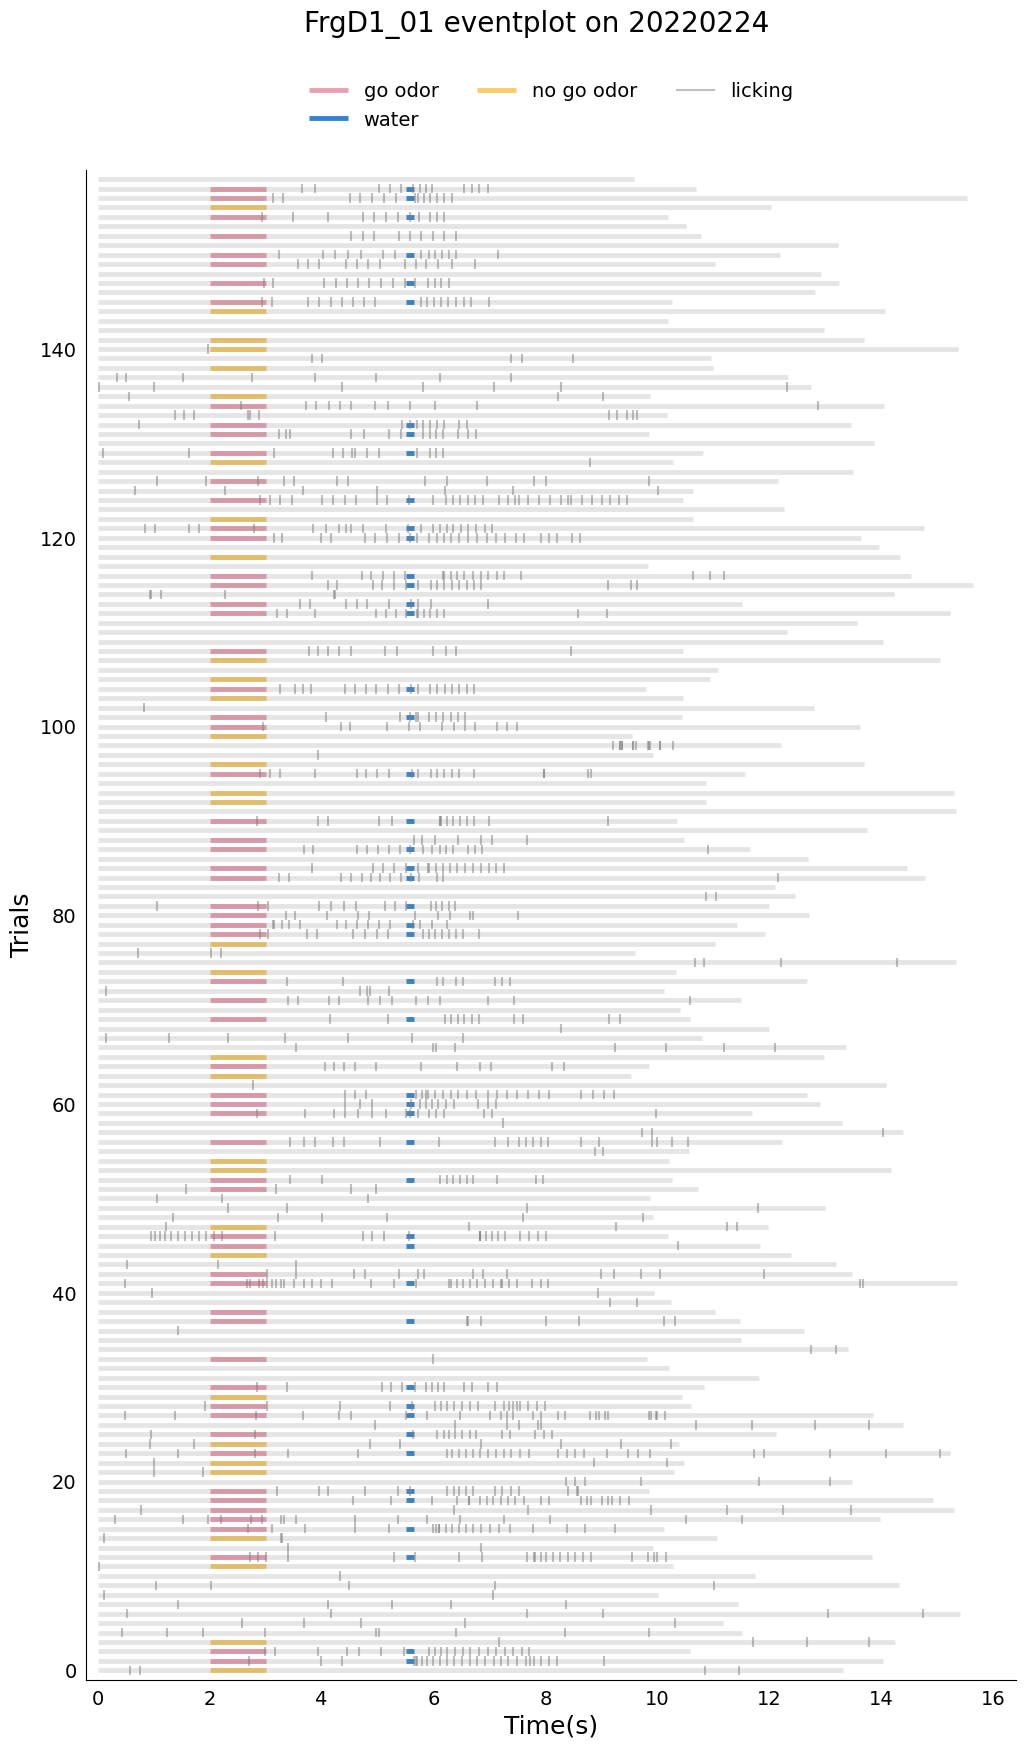 FrgD1_01 eventplot on 20220224
go odor
no go odor
licking
water
140
120
100
80
60
40
20
0
Trials
0 2 4 6 8 10 12 14 16
Time(s)